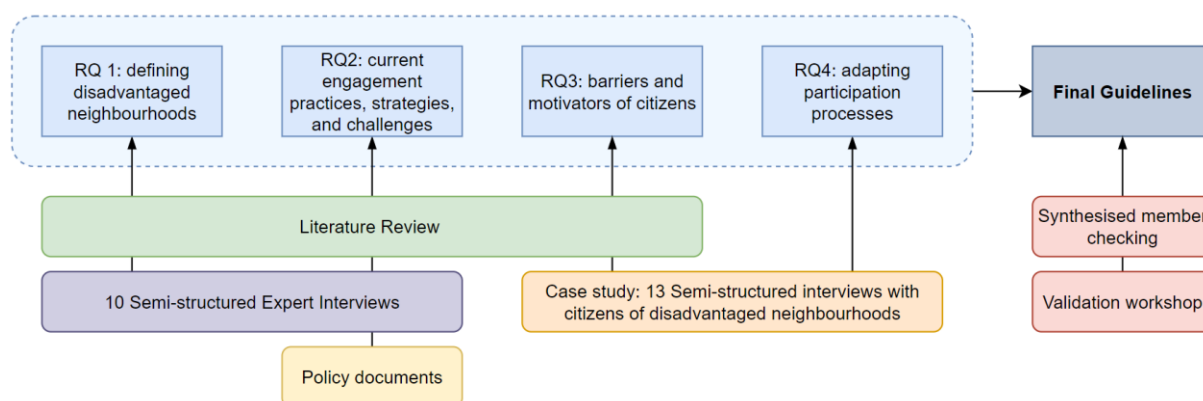 RQ 1: defining
disadvantaged
neighbourhoods
RQ2: current
engagement
practices, strategies,
and challenges
RQ3: barriers and
motivators of citizens
RQ4: adapting
participation
processes
Final Guidelines
Literature Review
Synthesised member
checking
10 Semi-structured Expert Interviews
Case study: 13 Semi-structured interviews with
citizens of disadvantaged neighbourhoods
Validation workshop
Policy documents